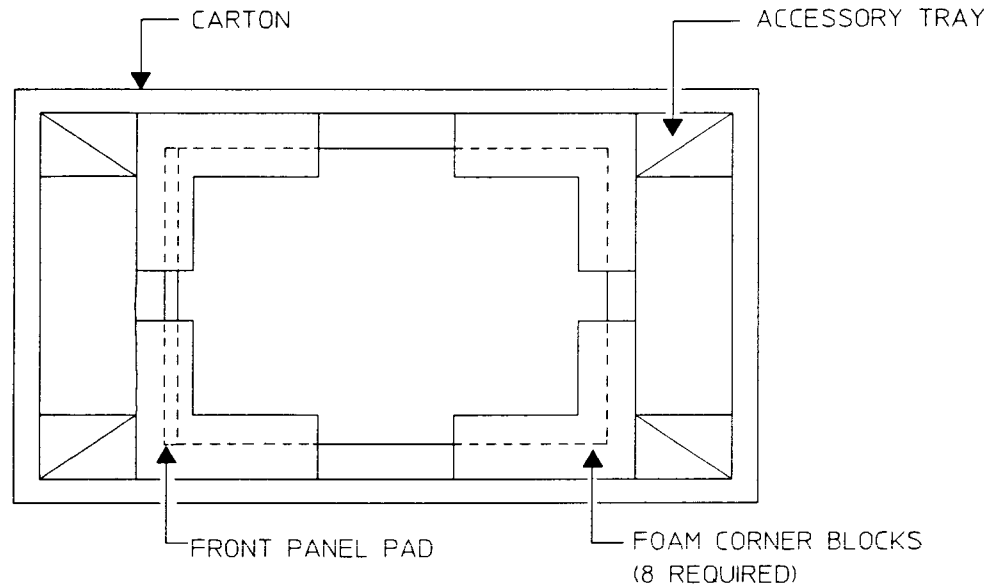 CARTON
ACCESSORY TRAY
FRONT PANEL PAD
FOAM CORNER BLOCKS
(8 REQUIRED)